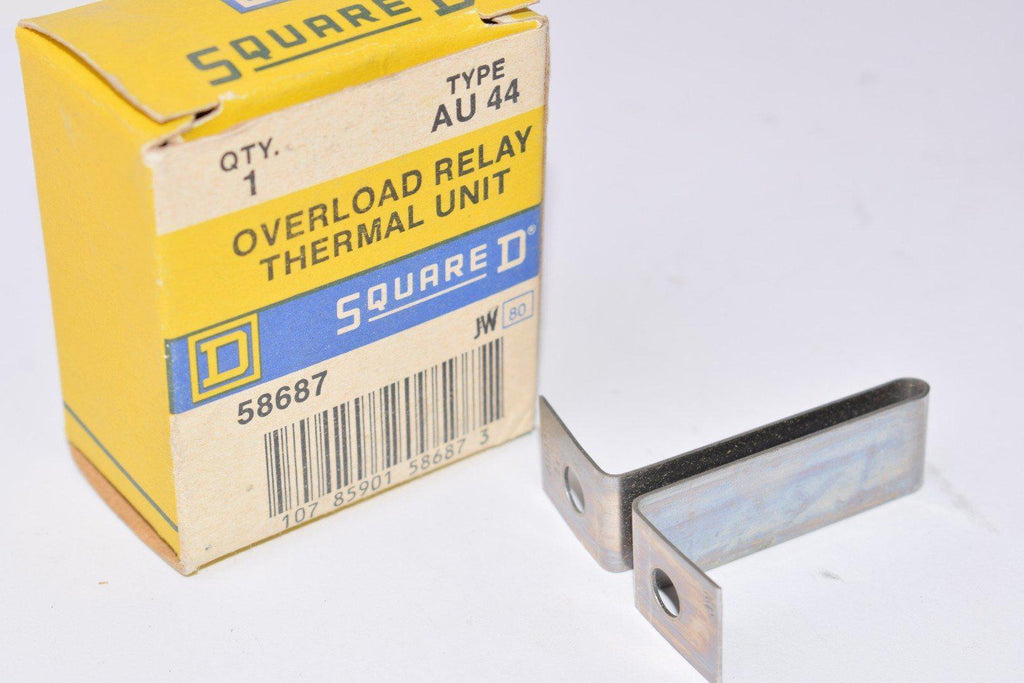 SQUARE D
TYPE
AU 44
QTY.
1
OVERLOAD RELAY
THERMAL UNIT
SQUARE D®
D
JW 80
58687
107 85901 58687 3